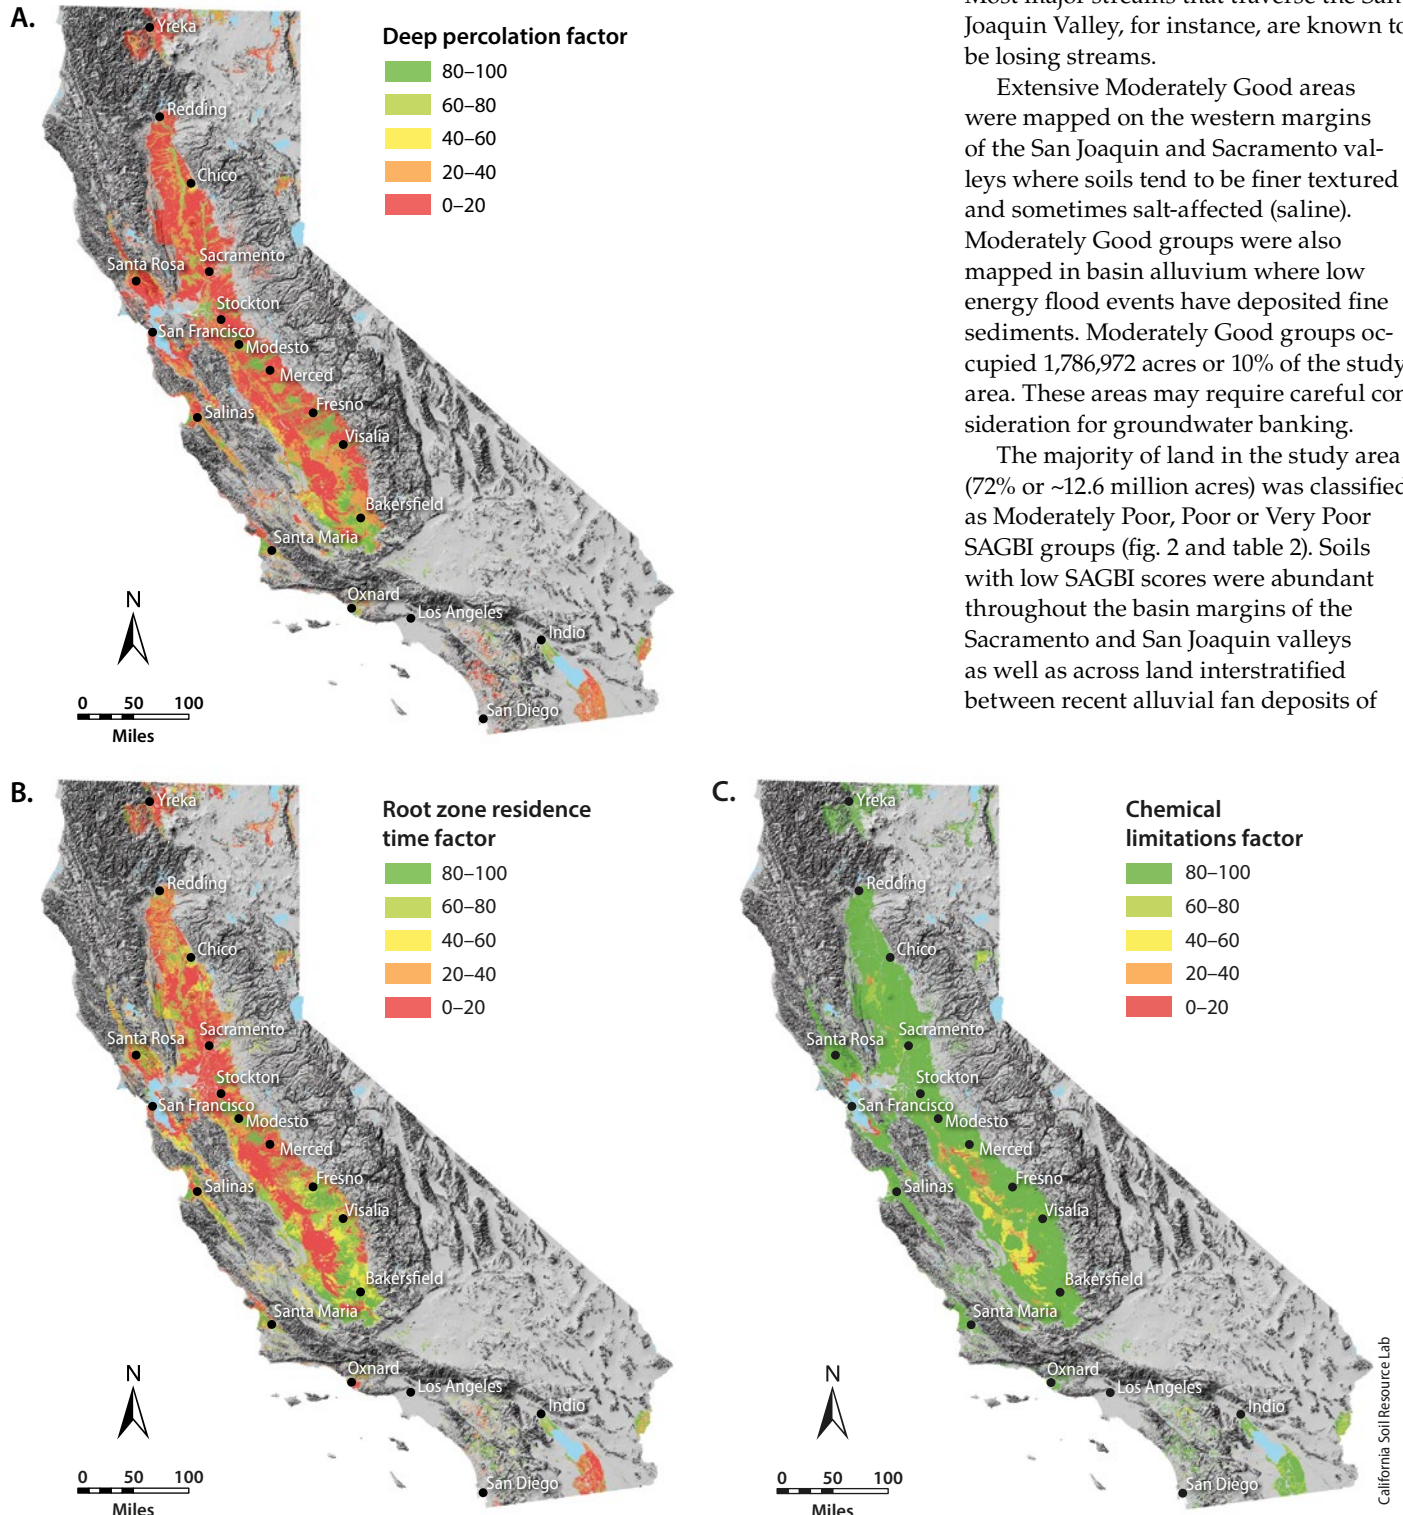 A.
Yreka
Redding
Chico
Sacramento
Santa Rosa
Stockton
San Francisco
Modesto
Merced
Salinas
Fresno
Visalia
Bakersfield
Santa Maria
Oxnard
Los Angeles
Indio
San Diego
Deep percolation factor
80–100
60–80
40–60
20–40
0–20
N
0 50 100
Miles
Joaquin Valley, for instance, are known to
be losing streams.
Extensive Moderately Good areas
were mapped on the western margins
of the San Joaquin and Sacramento val-
leys where soils tend to be finer textured
and sometimes salt-affected (saline).
Moderately Good groups were also
mapped in basin alluvium where low
energy flood events have deposited fine
sediments. Moderately Good groups oc-
cupied 1,786,972 acres or 10% of the study
area. These areas may require careful con
sideration for groundwater banking.
The majority of land in the study area
(72% or ~12.6 million acres) was classified
as Moderately Poor, Poor or Very Poor
SAGBI groups (fig. 2 and table 2). Soils
with low SAGBI scores were abundant
throughout the basin margins of the
Sacramento and San Joaquin valleys
as well as across land interstratified
between recent alluvial fan deposits of
B.
Yreka
Redding
Chico
Sacramento
Santa Rosa
Stockton
San Francisco
Modesto
Merced
Salinas
Fresno
Visalia
Bakersfield
Santa Maria
Oxnard
Los Angeles
Indio
San Diego
Root zone residence
time factor
80–100
60–80
40–60
20–40
0–20
N
0 50 100
Miles
C.
Yreka
Redding
Chico
Sacramento
Santa Rosa
Stockton
San Francisco
Modesto
Merced
Salinas
Fresno
Visalia
Bakersfield
Santa Maria
Oxnard
Los Angeles
Indio
San Diego
Chemical
limitations factor
80–100
60–80
40–60
20–40
0–20
N
0 50 100
Miles
California Soil Resource Lab